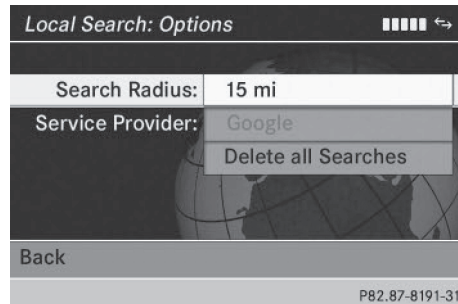 Local Search: Options
Search Radius: 15 mi
Service Provider: Google
Delete all Searches
Back
P82.87-8191-31